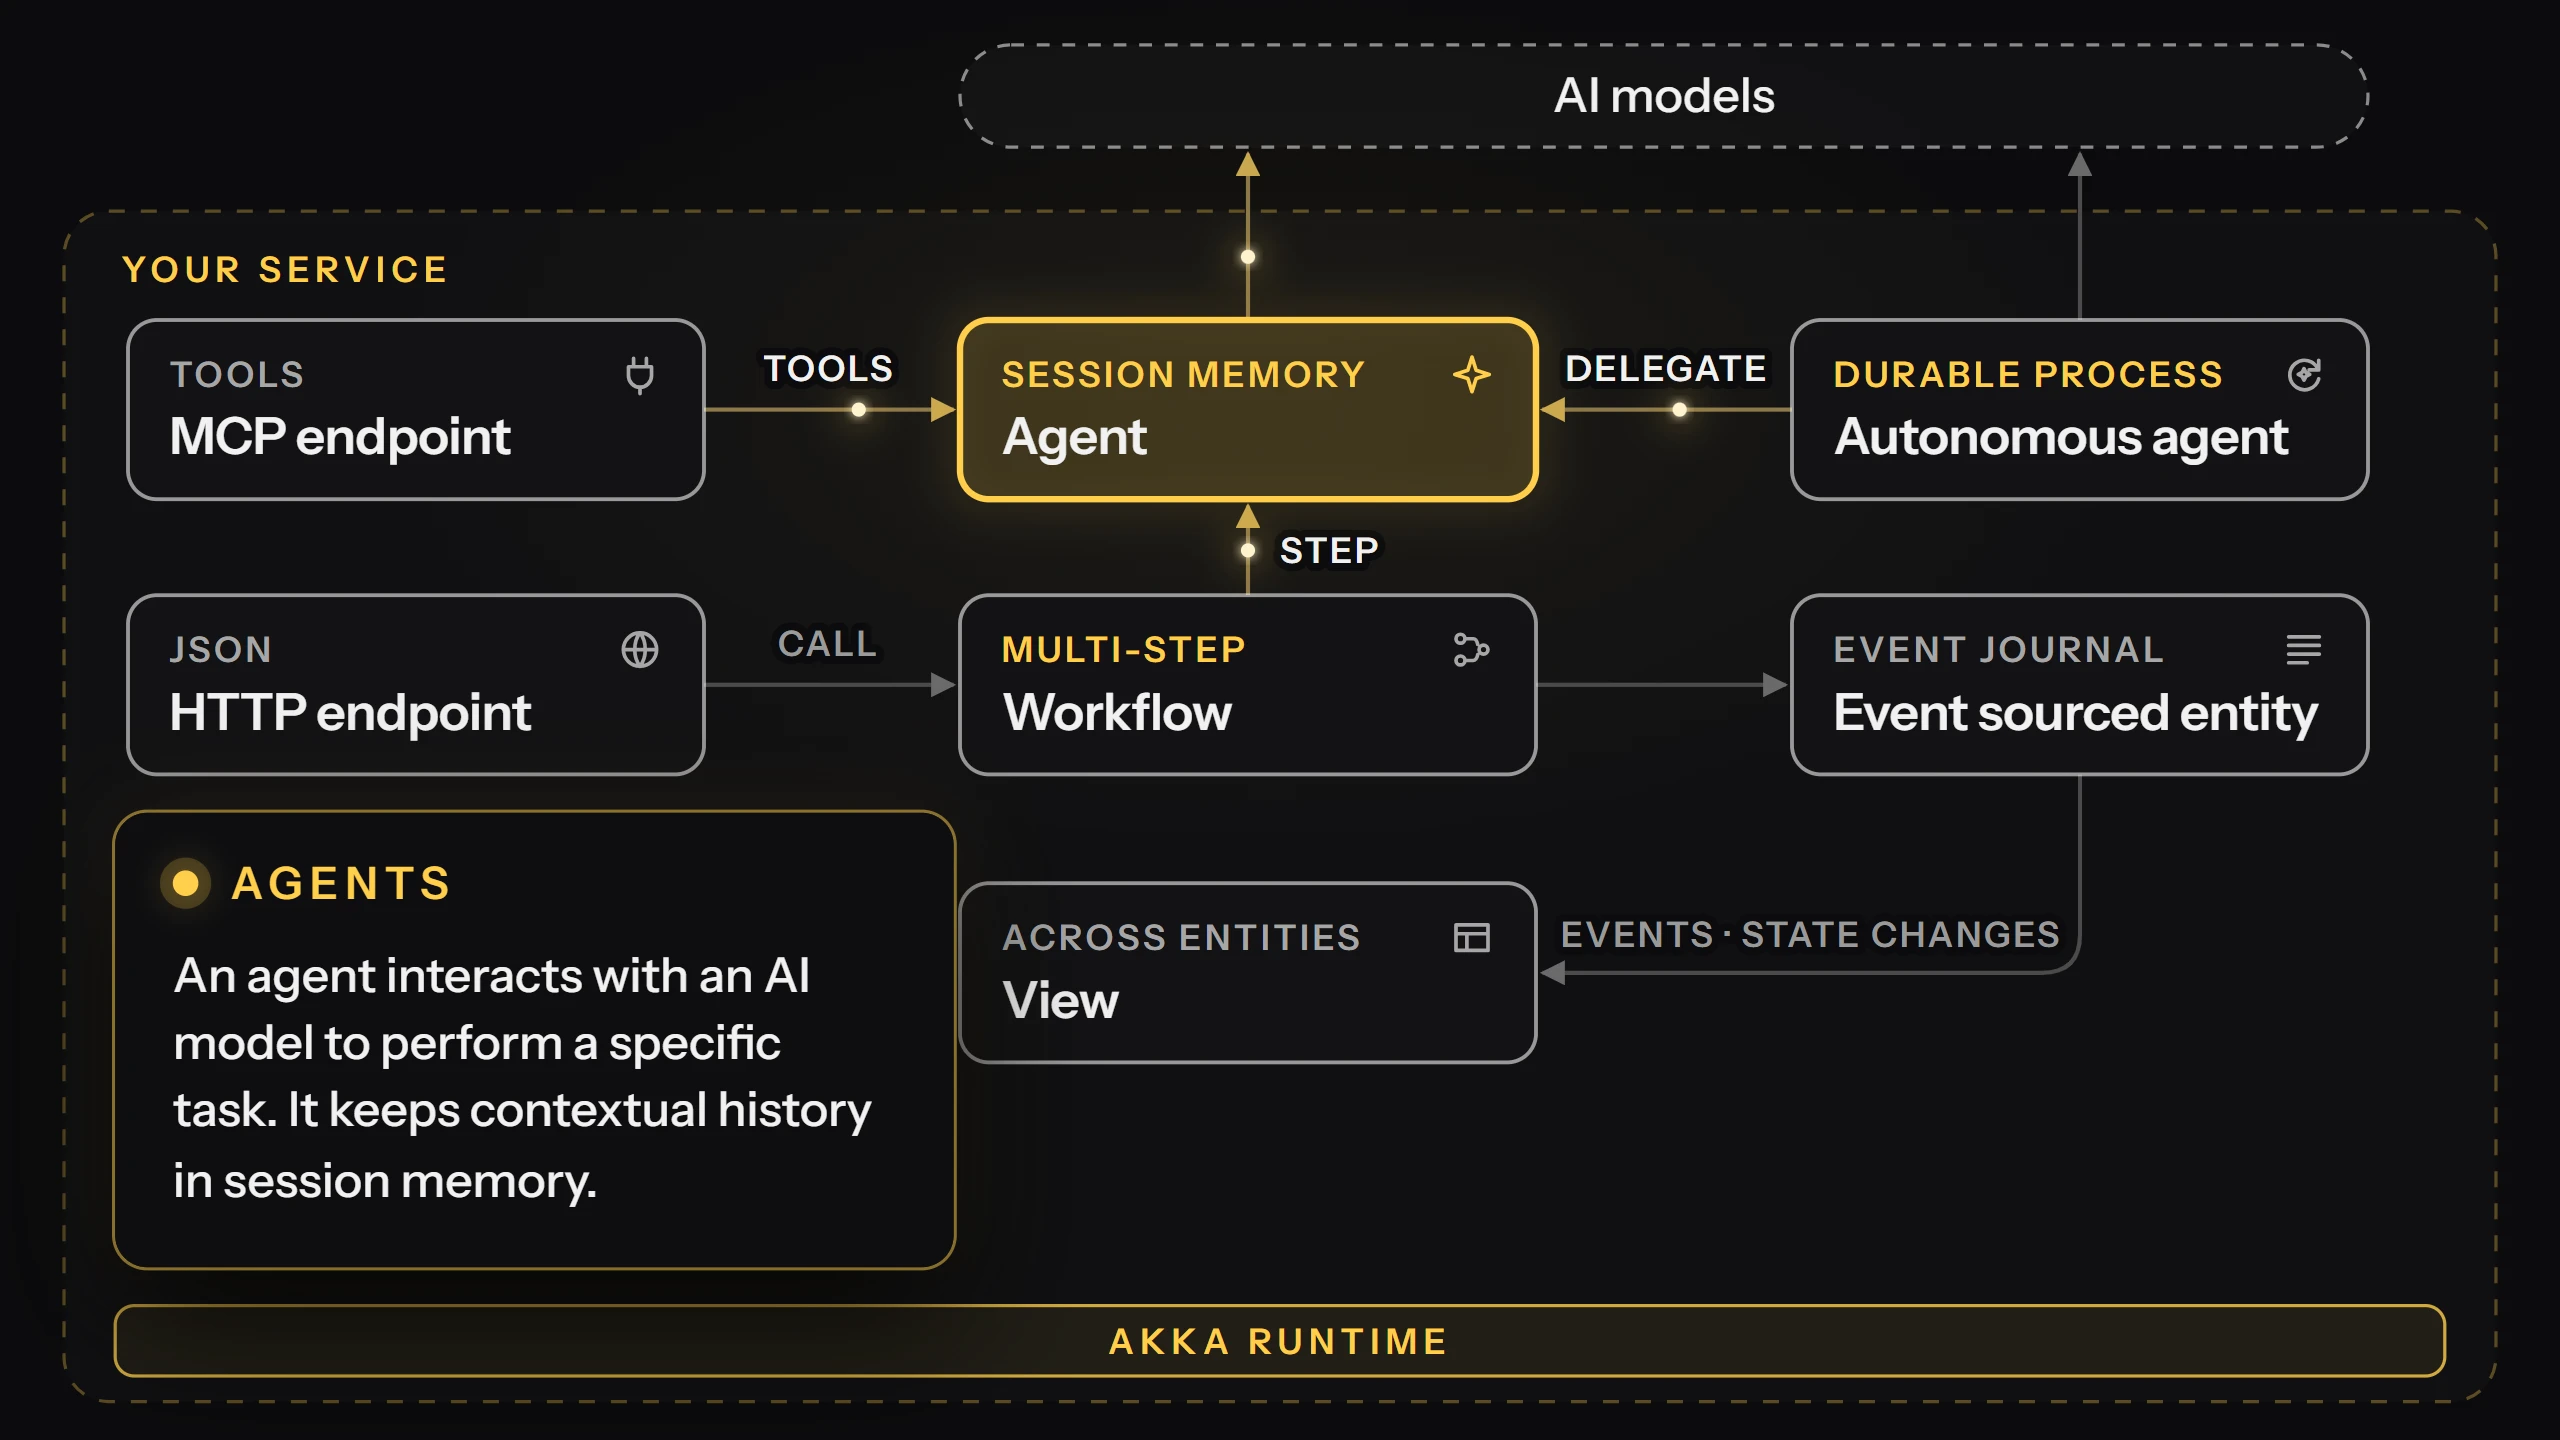 AI models
YOUR SERVICE
TOOLS
MCP endpoint
TOOLS
SESSION MEMORY
Agent
DELEGATE
DURABLE PROCESS
Autonomous agent
STEP
JSON
HTTP endpoint
CALL
MULTI-STEP
Workflow
EVENT JOURNAL
Event sourced entity
AGENTS
An agent interacts with an AI
model to perform a specific
task. It keeps contextual history
in session memory.
ACROSS ENTITIES
View
EVENTS · STATE CHANGES
AKKA RUNTIME